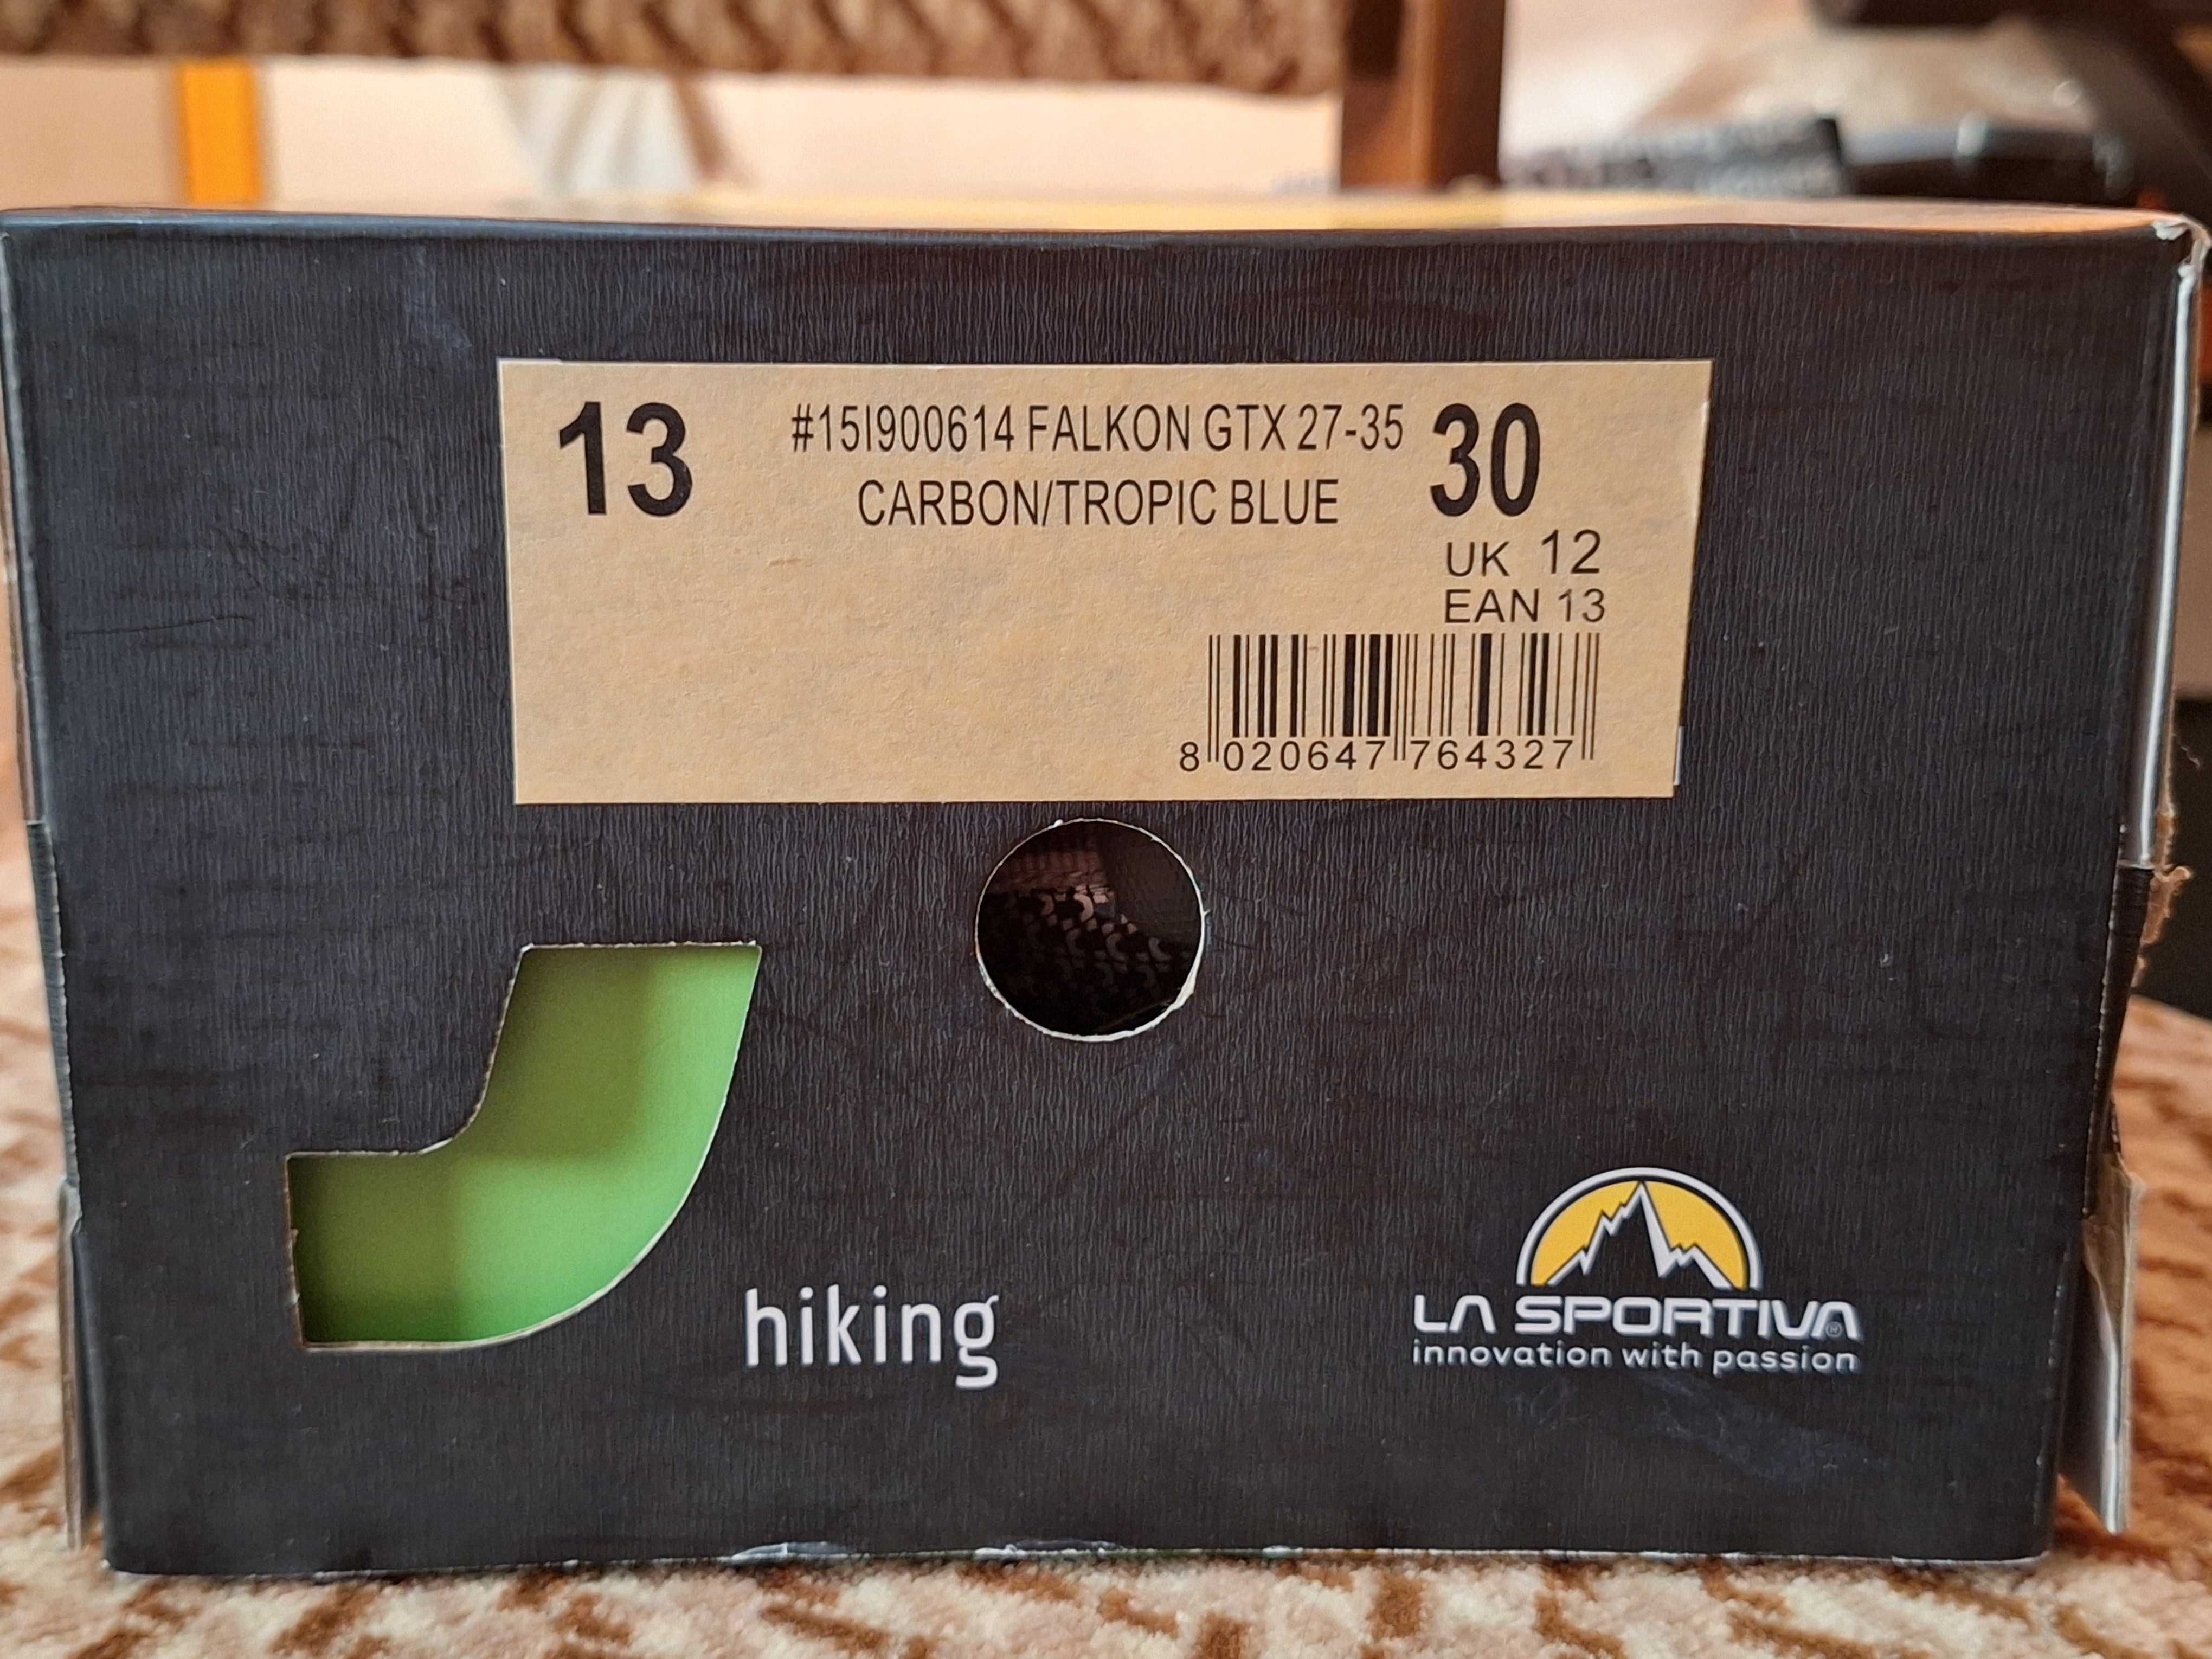 13
#15I900614 FALKON GTX 27-35
CARBON/TROPIC BLUE
30
UK 12
EAN 13
8 020647 764327
hiking
LA SPORTIVA®
innovation with passion